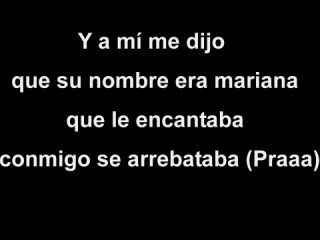 Y a mí me dijo
que su nombre era mariana
que le encantaba
conmigo se arrebataba (Praaa)